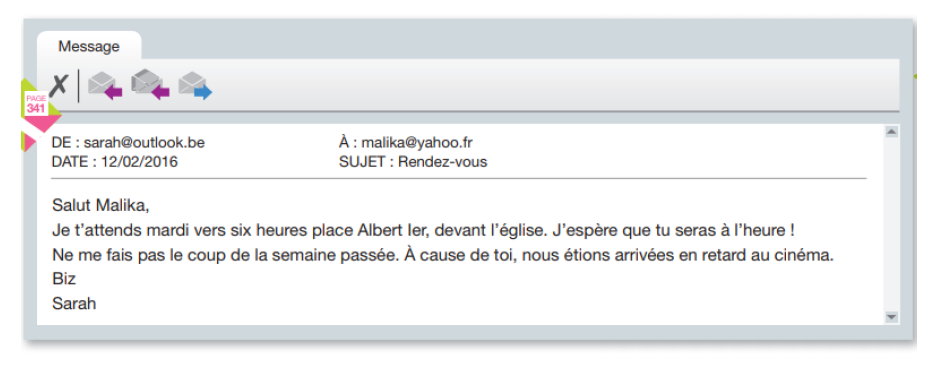 Message
PAGE
341
DE : sarah@outlook.be
À : malika@yahoo.fr
DATE : 12/02/2016
SUJET : Rendez-vous
Salut Malika,
Je t'attends mardi vers six heures place Albert Ier, devant l'église. J'espère que tu seras à l'heure !
Ne me fais pas le coup de la semaine passée. À cause de toi, nous étions arrivées en retard au cinéma.
Biz
Sarah